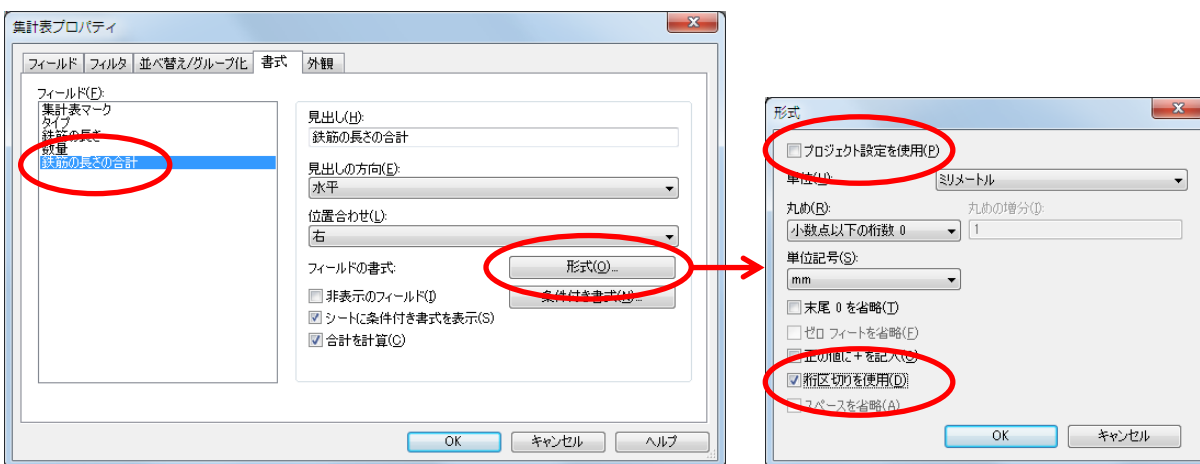 集計表プロパティ
フィールド フィルタ 並べ替え/グループ化 書式 外観
フィールド(F):
集計表マーク
タイプ
鉄筋の長さ
数量
鉄筋の長さの合計
見出し(H):
鉄筋の長さの合計
見出しの方向(E):
水平
位置合わせ(L):
右
フィールドの書式:
形式(O)...
非表示のフィールド(I)
条件付き書式(N)...
シートに条件付き書式を表示(S)
合計を計算(C)
OK キャンセル ヘルプ
形式
プロジェクト設定を使用(P)
単位(U):
ミリメートル
丸め(R):
丸めの増分(I):
小数点以下の桁数 0
1
単位記号(S):
mm
末尾 0 を省略(T)
ゼロ フィートを省略(F)
正の値に+を記入(O)
桁区切りを使用(D)
スペースを省略(A)
OK キャンセル